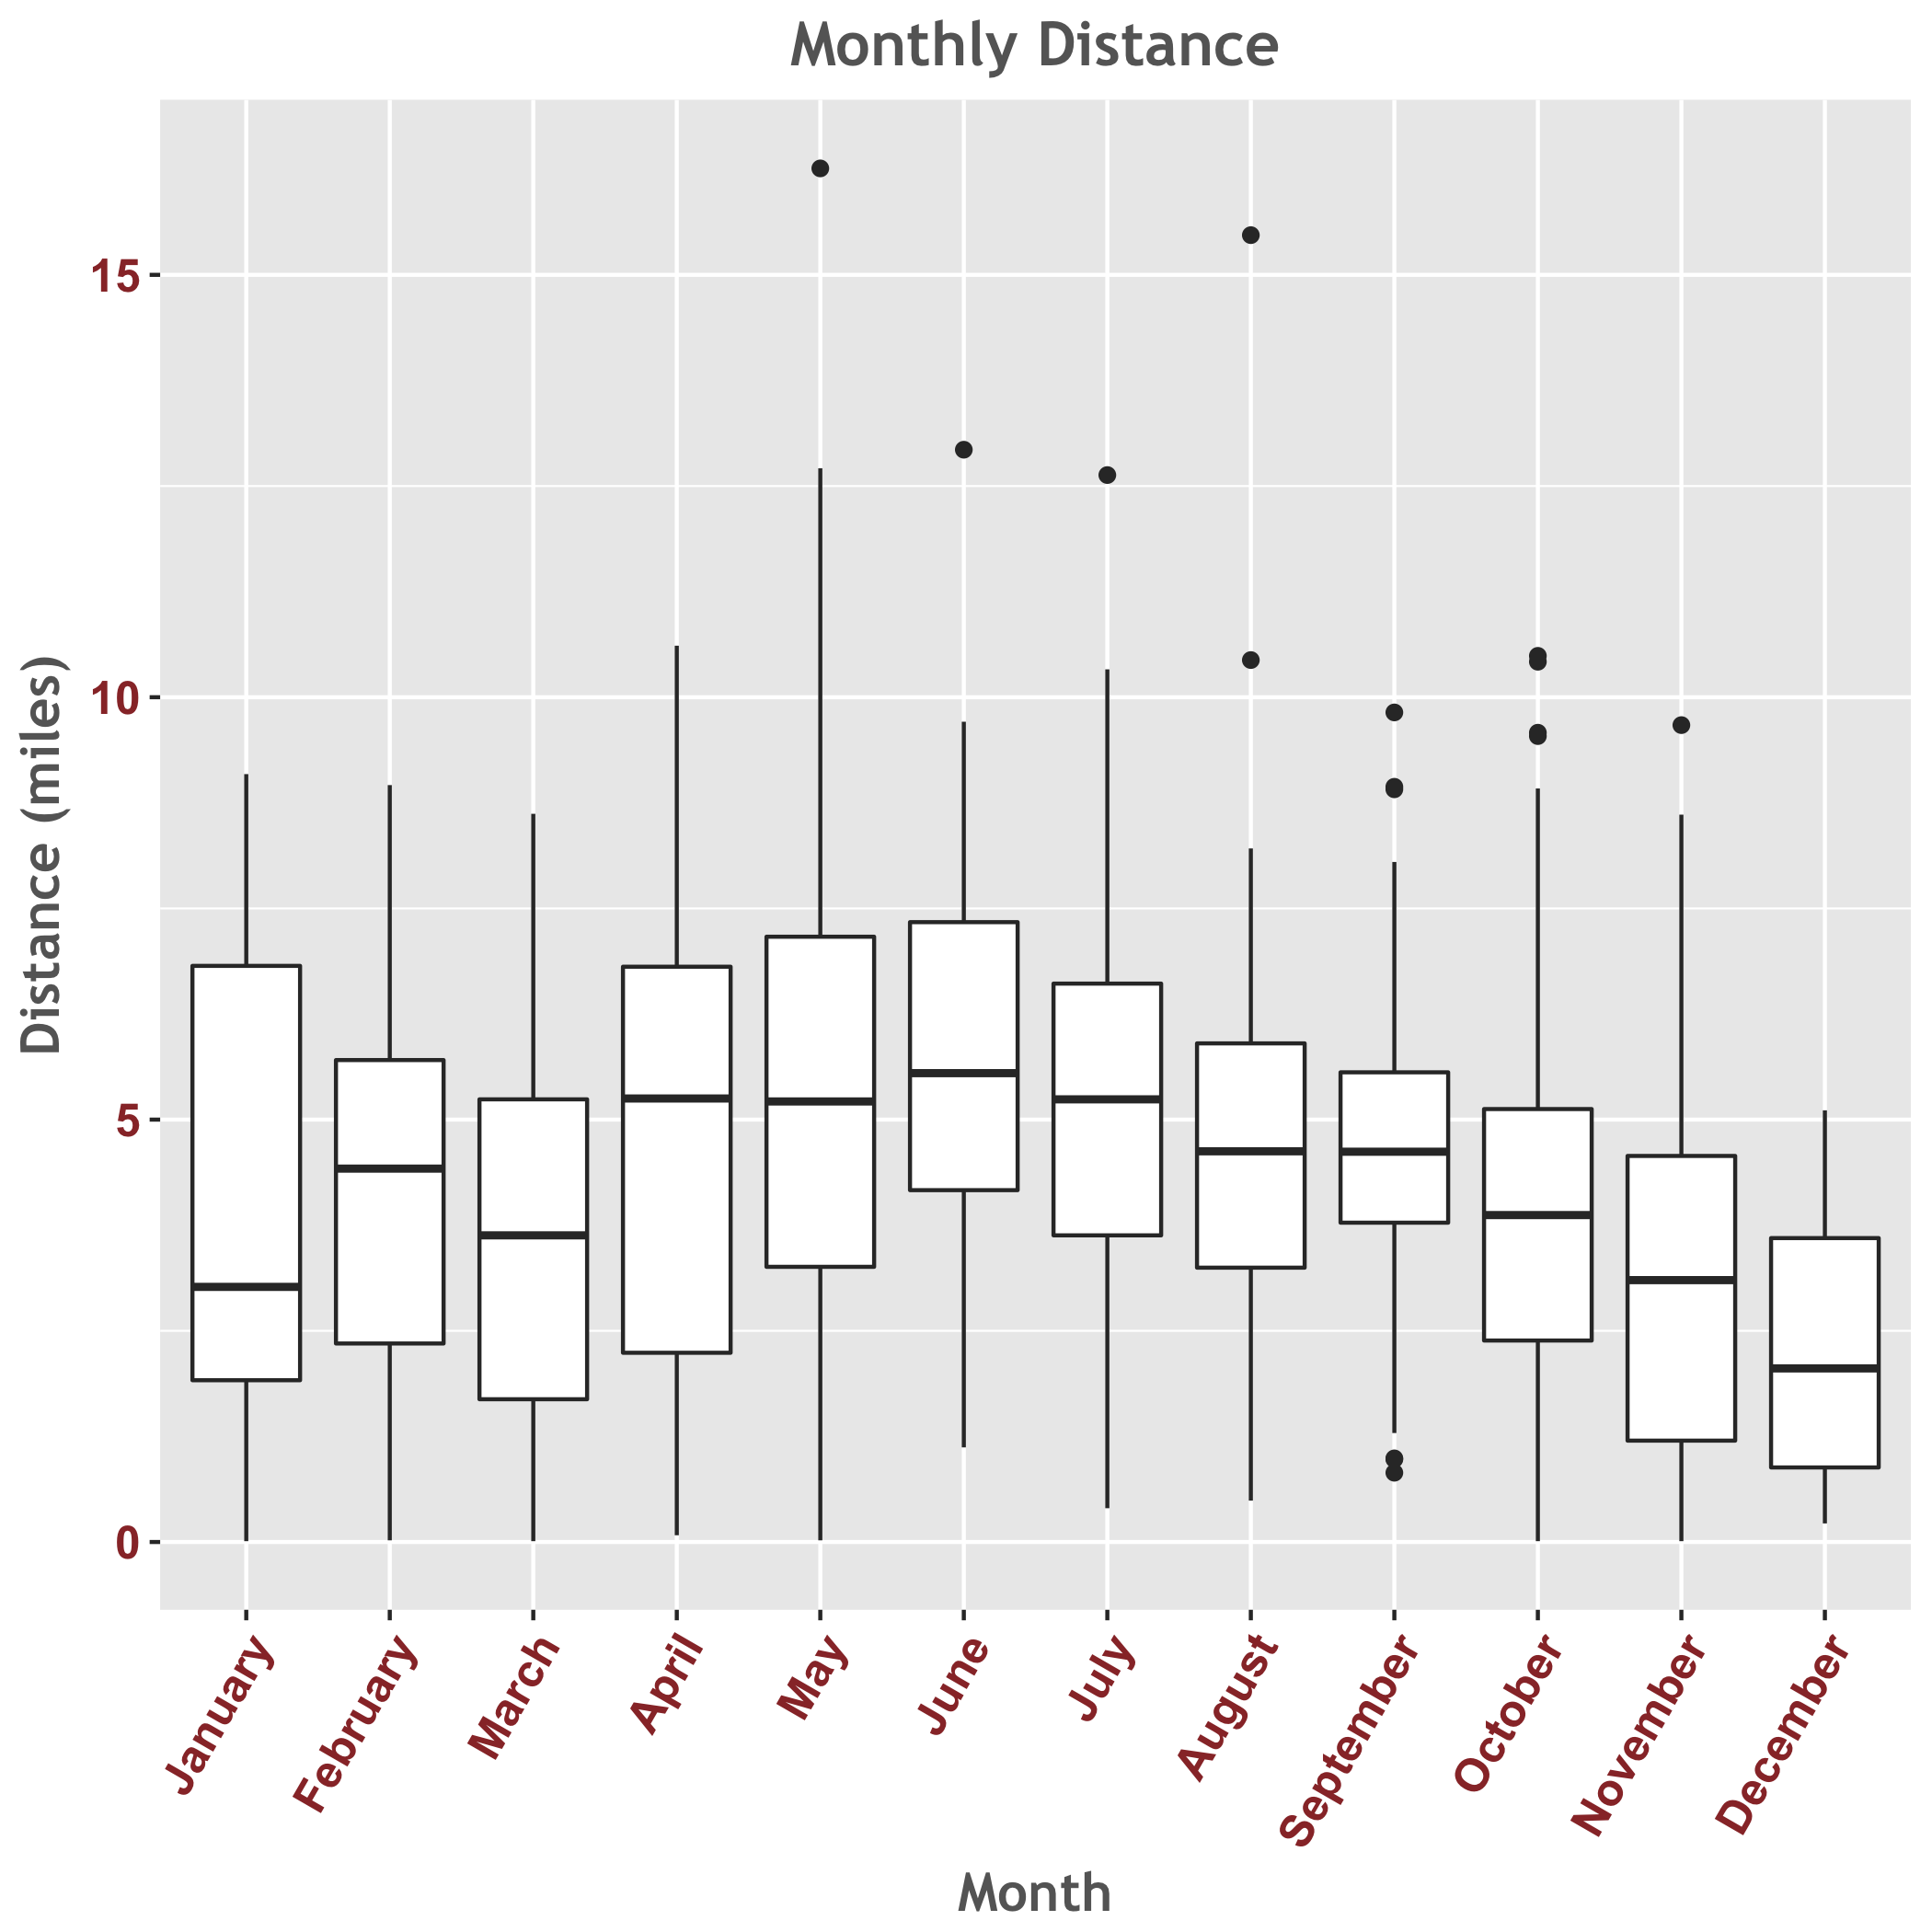 Monthly Distance
Distance (miles)
15
10
5
0
January
February
March
April
May
June
July
August
September
October
November
December
Month